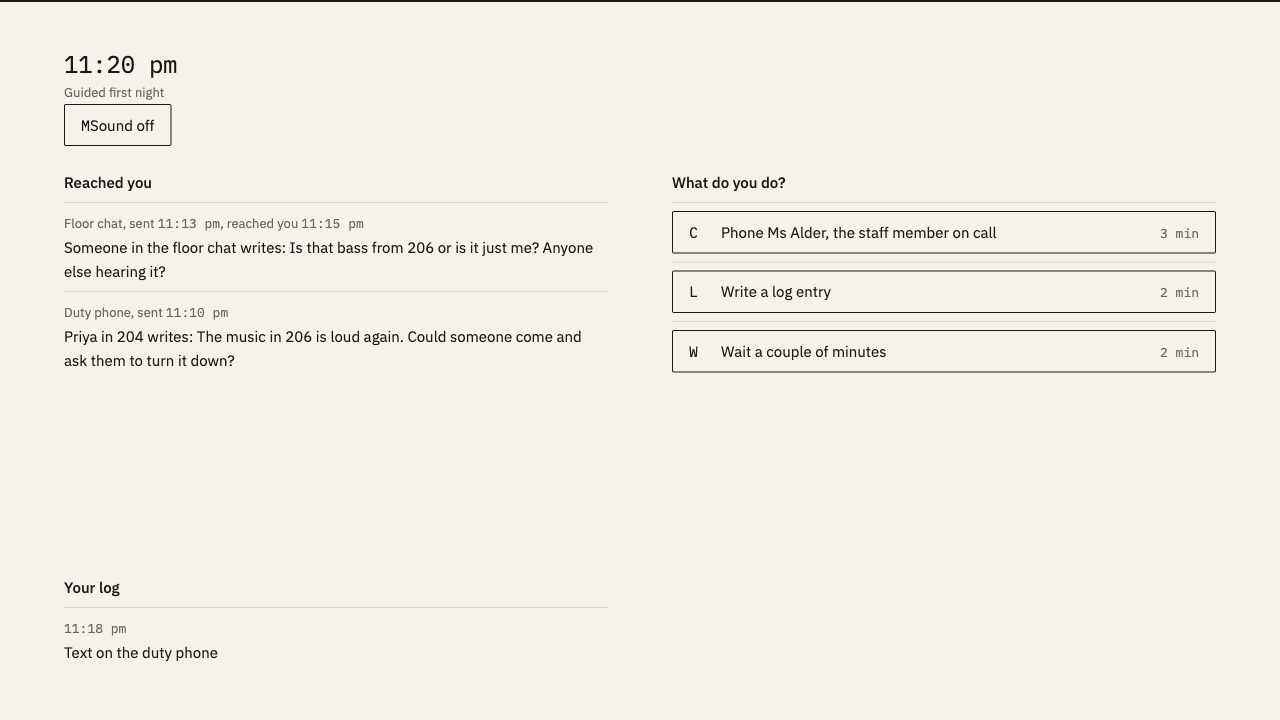 11:20 pm
Guided first night
MSound off
Reached you
Floor chat, sent 11:13 pm, reached you 11:15 pm
Someone in the floor chat writes: Is that bass from 206 or is it just me? Anyone
else hearing it?
Duty phone, sent 11:10 pm
Priya in 204 writes: The music in 206 is loud again. Could someone come and
ask them to turn it down?
What do you do?
C Phone Ms Alder, the staff member on call 3 min
L Write a log entry 2 min
W Wait a couple of minutes 2 min
Your log
11:18 pm
Text on the duty phone